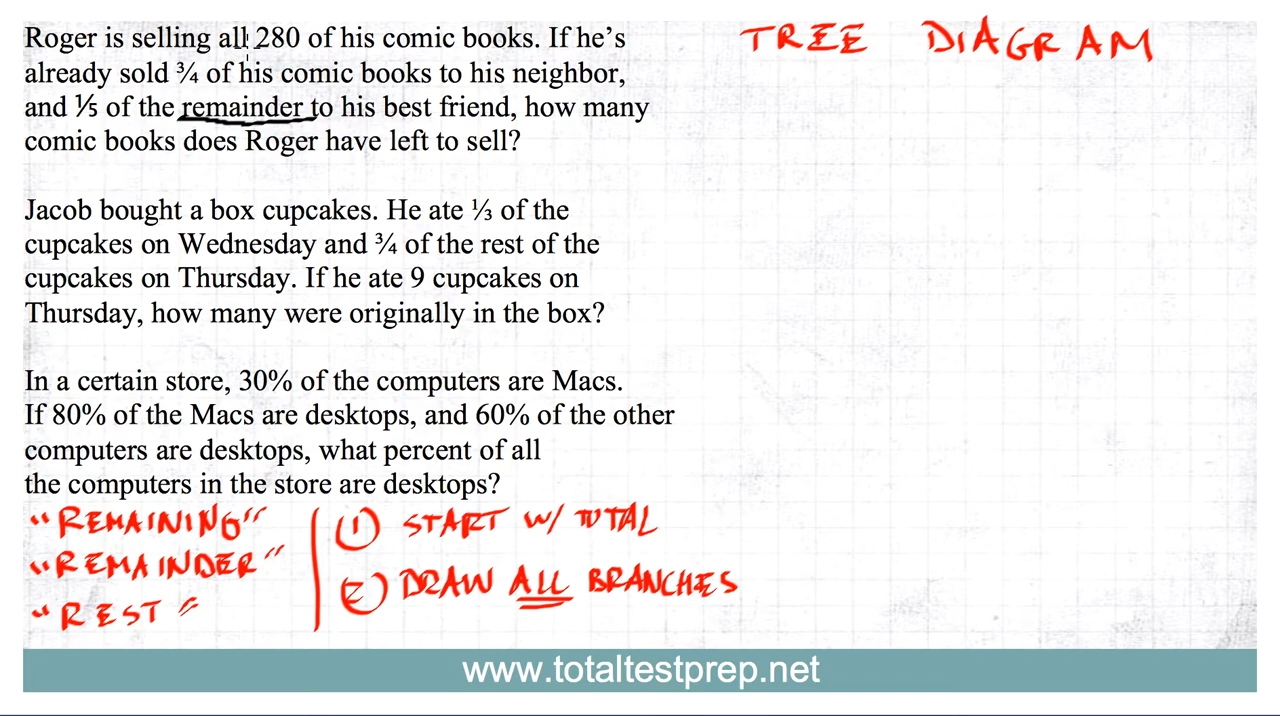 Roger is selling all 280 of his comic books. If he’s
already sold ¾ of his comic books to his neighbor,
and ⅕ of the remainder to his best friend, how many
comic books does Roger have left to sell?
Jacob bought a box cupcakes. He ate ⅓ of the
cupcakes on Wednesday and ¾ of the rest of the
cupcakes on Thursday. If he ate 9 cupcakes on
Thursday, how many were originally in the box?
In a certain store, 30% of the computers are Macs.
If 80% of the Macs are desktops, and 60% of the other
computers are desktops, what percent of all
the computers in the store are desktops?
TREE DIAGRAM
"REMAINING"
"REMAINDER"
"REST"
(1) START W/ TOTAL
(2) DRAW ALL BRANCHES
www.totaltestprep.net